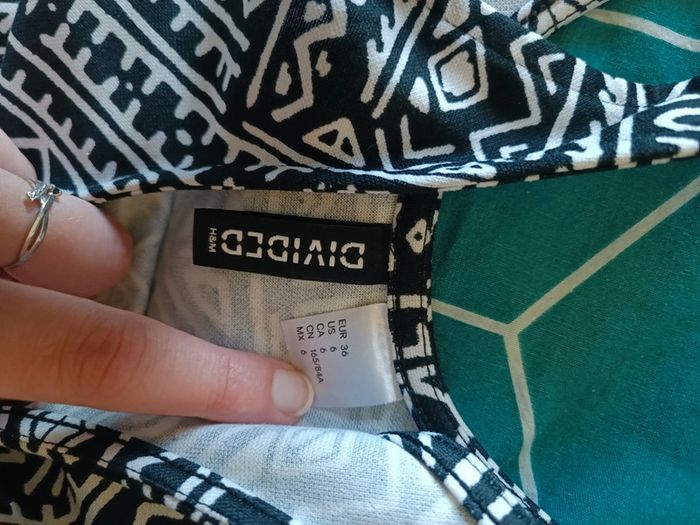 DIVIDED
H&M
EUR 36
US 6
CA 6
CN 165/84A
MX 6